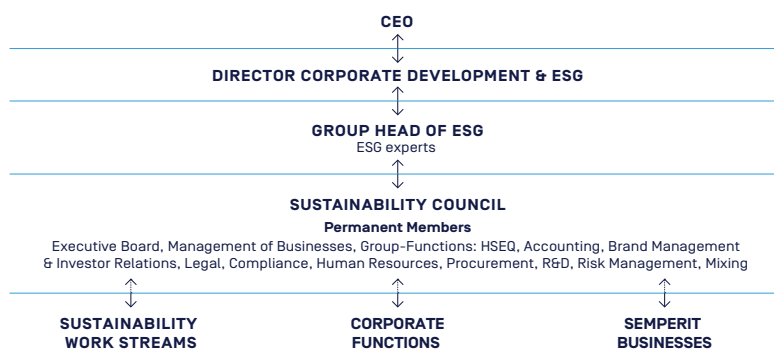 CEO
DIRECTOR CORPORATE DEVELOPMENT & ESG
GROUP HEAD OF ESG
ESG experts
SUSTAINABILITY COUNCIL
Permanent Members
Executive Board, Management of Businesses, Group-Functions: HSEQ, Accounting, Brand Management
& Investor Relations, Legal, Compliance, Human Resources, Procurement, R&D, Risk Management, Mixing
SUSTAINABILITY
WORK STREAMS
CORPORATE
FUNCTIONS
SEMPERIT
BUSINESSES